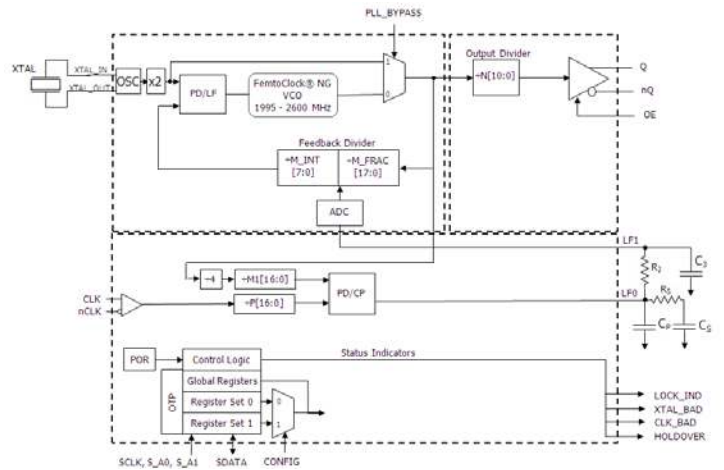 PLL_BYPASS
XTAL
XTAL_IN
XTAL_OUT
OSC
x2
PD/LF
FemtoClock® NG
VCO
1995 - 2600 MHz
1
0
Output Divider
÷N[10:0]
Q
nQ
OE
Feedback Divider
÷M_INT
[7:0]
÷M_FRAC
[17:0]
ADC
LF1
R3
C3
÷4
÷M1[16:0]
CLK
nCLK
÷P[16:0]
PD/CP
LF0
RS
CP
CS
POR
Control Logic
Status Indicators
Global Registers
OTP
Register Set 0
0
Register Set 1
1
LOCK_IND
XTAL_BAD
CLK_BAD
HOLDOVER
SCLK, S_A0, S_A1
SDATA
CONFIG